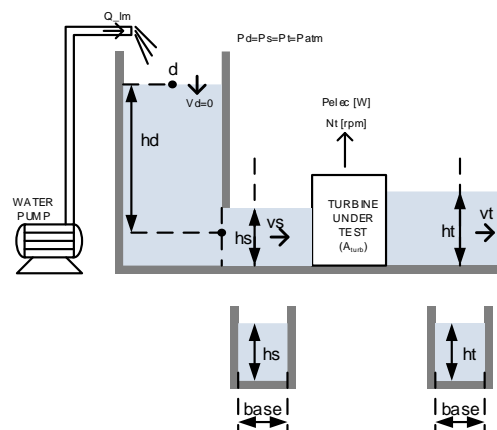 Q_lm
Pd=Ps=Pt=Patm
d
Vd=0
Pelec [W]
Nt [rpm]
hd
WATER
PUMP
vs
hs
TURBINE
UNDER
TEST
(Aturb)
ht
vt
hs
ht
base
base